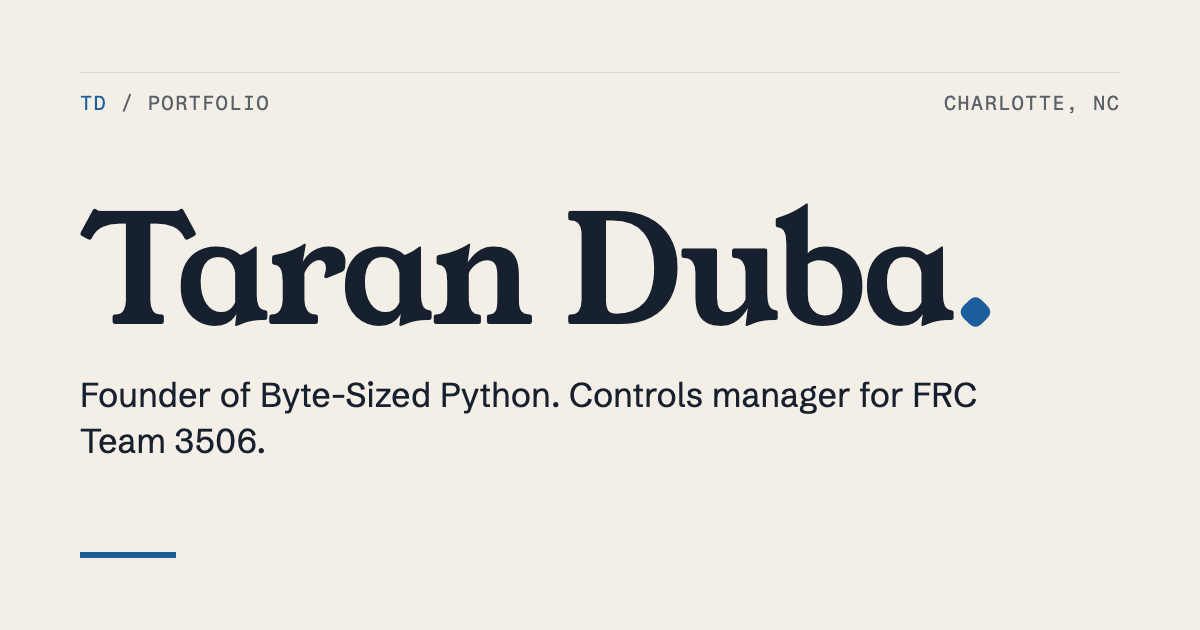 TD / PORTFOLIO
CHARLOTTE, NC
Taran Duba.
Founder of Byte-Sized Python. Controls manager for FRC
Team 3506.